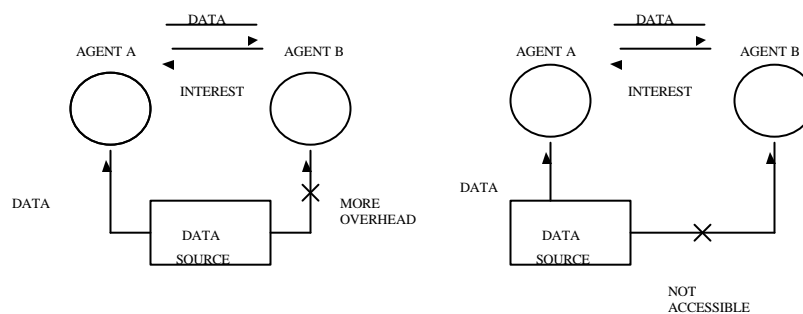 DATA
AGENT A
AGENT B
INTEREST
DATA
MORE
OVERHEAD
DATA
SOURCE
DATA
AGENT A
AGENT B
INTEREST
DATA
DATA
SOURCE
NOT
ACCESSIBLE